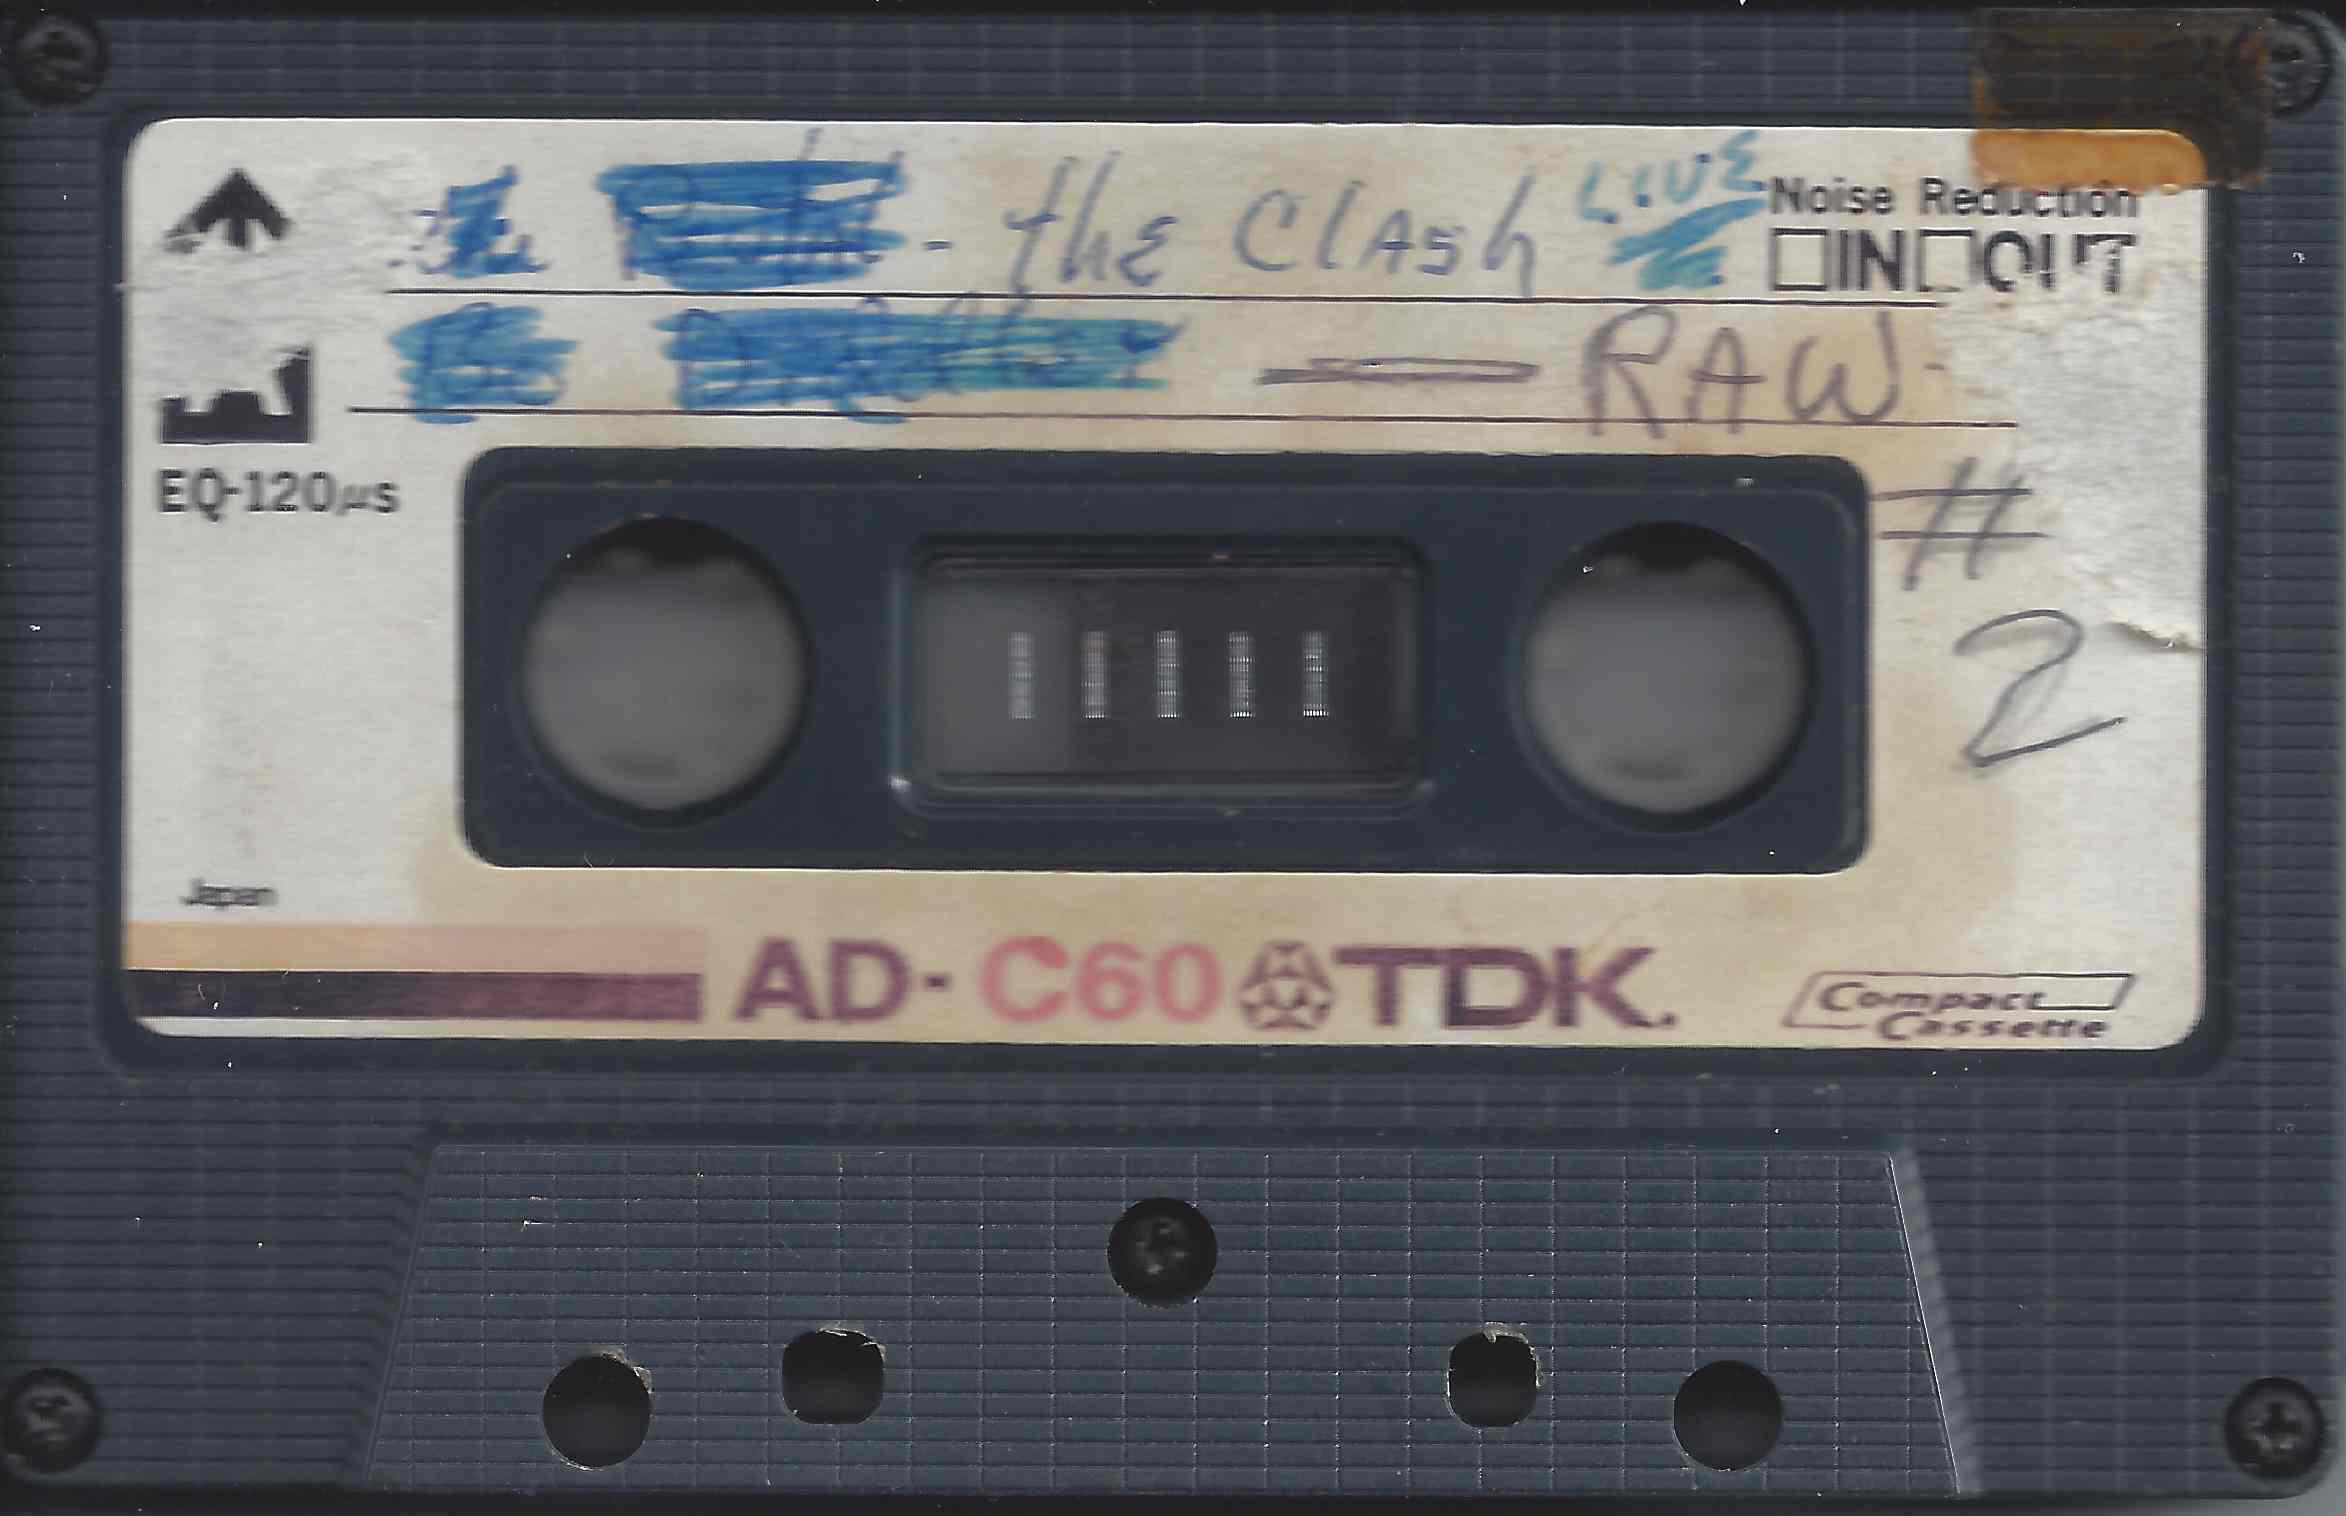 - the Clash LIVE
Noise Reduction
□IN □OUT
— RAW
EQ-120μs
#
2
Japan
AD·C60 TDK.
Compact
Cassette